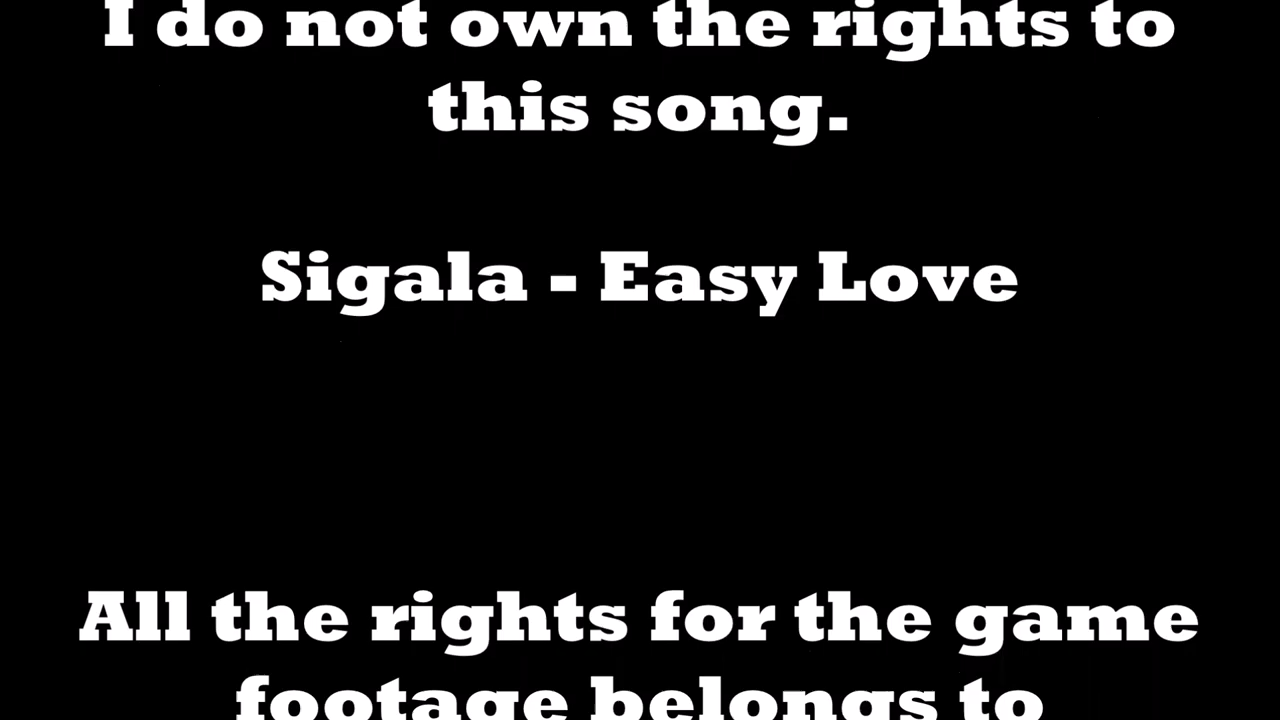 I do not own the rights to
this song.
Sigala - Easy Love
All the rights for the game
footage belongs to